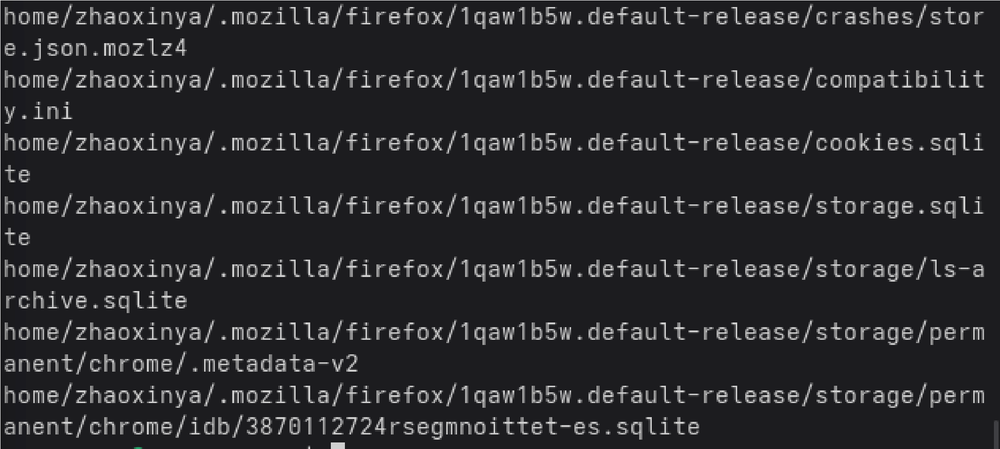 home/zhaoxinya/.mozilla/firefox/1qaw1b5w.default-release/crashes/stor
e.json.mozlz4
home/zhaoxinya/.mozilla/firefox/1qaw1b5w.default-release/compatibilit
y.ini
home/zhaoxinya/.mozilla/firefox/1qaw1b5w.default-release/cookies.sqli
te
home/zhaoxinya/.mozilla/firefox/1qaw1b5w.default-release/storage.sqli
te
home/zhaoxinya/.mozilla/firefox/1qaw1b5w.default-release/storage/ls-a
rchive.sqlite
home/zhaoxinya/.mozilla/firefox/1qaw1b5w.default-release/storage/perm
anent/chrome/.metadata-v2
home/zhaoxinya/.mozilla/firefox/1qaw1b5w.default-release/storage/perm
anent/chrome/idb/3870112724rsegmnoittet-es.sqlite